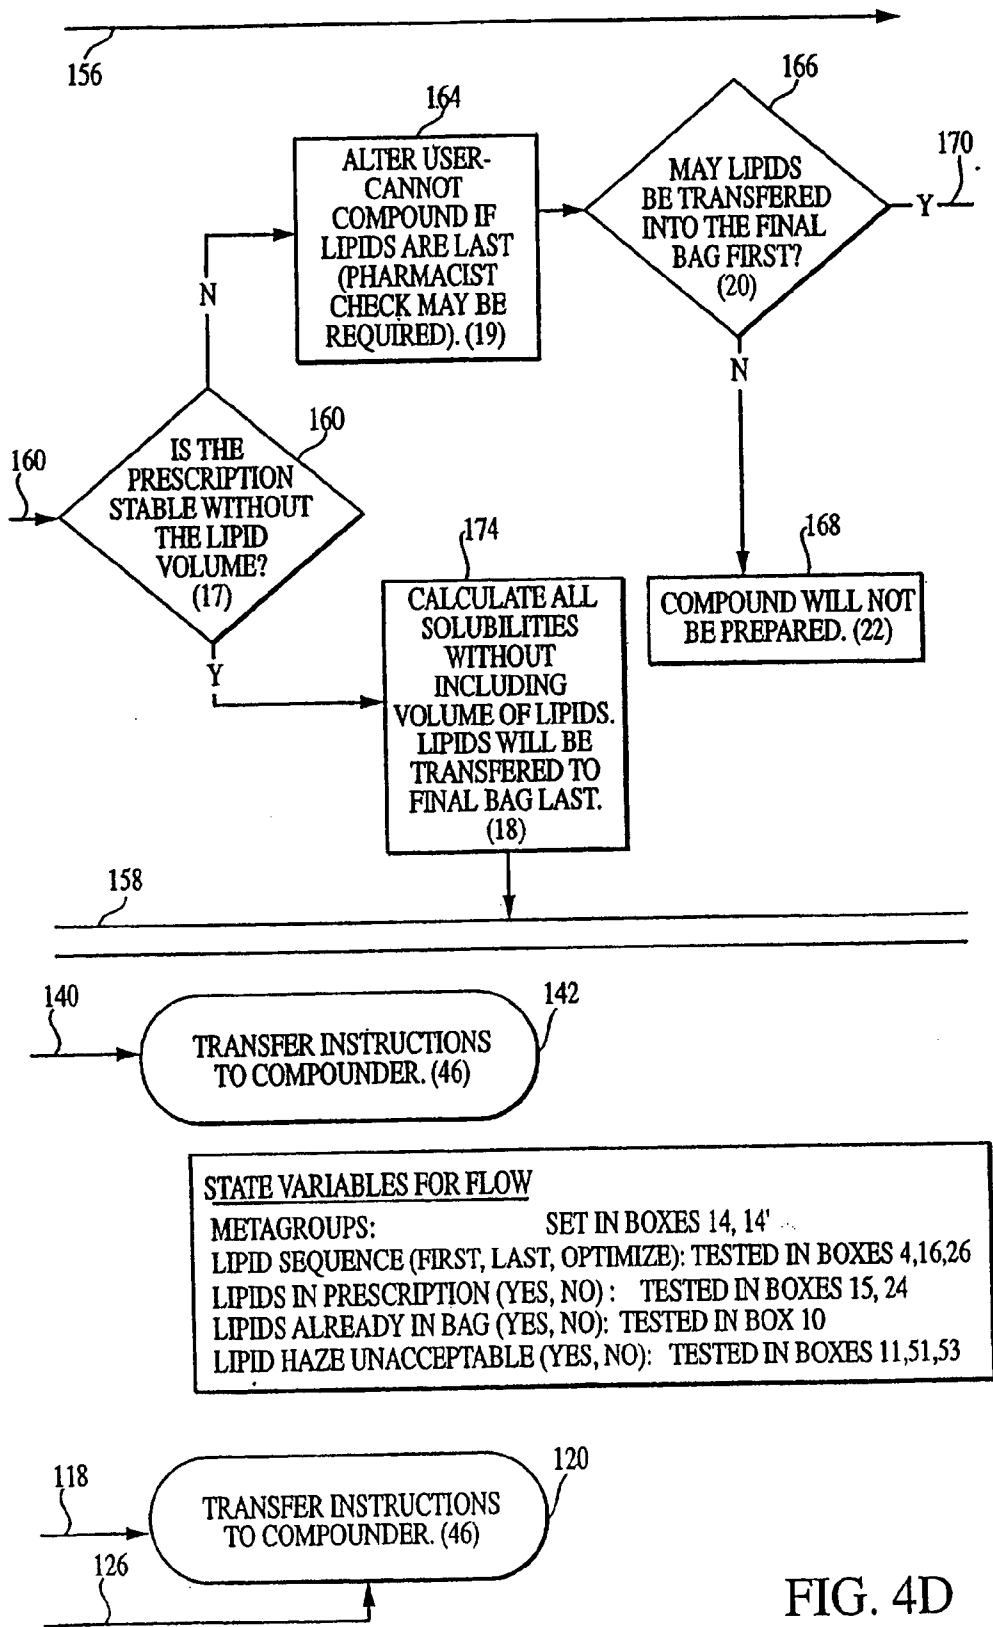 156
164
ALTER USER-
CANNOT
COMPOUND IF
LIPIDS ARE LAST
(PHARMACIST
CHECK MAY BE
REQUIRED). (19)
166
MAY LIPIDS
BE TRANSFERED
INTO THE FINAL
BAG FIRST?
(20)
170
Y
N
N
160
160
IS THE
PRESCRIPTION
STABLE WITHOUT
THE LIPID
VOLUME?
(17)
Y
174
CALCULATE ALL
SOLUBILITIES
WITHOUT
INCLUDING
VOLUME OF LIPIDS.
LIPIDS WILL BE
TRANSFERED TO
FINAL BAG LAST.
(18)
168
COMPOUND WILL NOT
BE PREPARED. (22)
158
140
142
TRANSFER INSTRUCTIONS
TO COMPOUNDER. (46)
STATE VARIABLES FOR FLOW
METAGROUPS: SET IN BOXES 14, 14'
LIPID SEQUENCE (FIRST, LAST, OPTIMIZE): TESTED IN BOXES 4,16,26
LIPIDS IN PRESCRIPTION (YES, NO) : TESTED IN BOXES 15, 24
LIPIDS ALREADY IN BAG (YES, NO): TESTED IN BOX 10
LIPID HAZE UNACCEPTABLE (YES, NO): TESTED IN BOXES 11,51,53
118
120
TRANSFER INSTRUCTIONS
TO COMPOUNDER. (46)
126
FIG. 4D